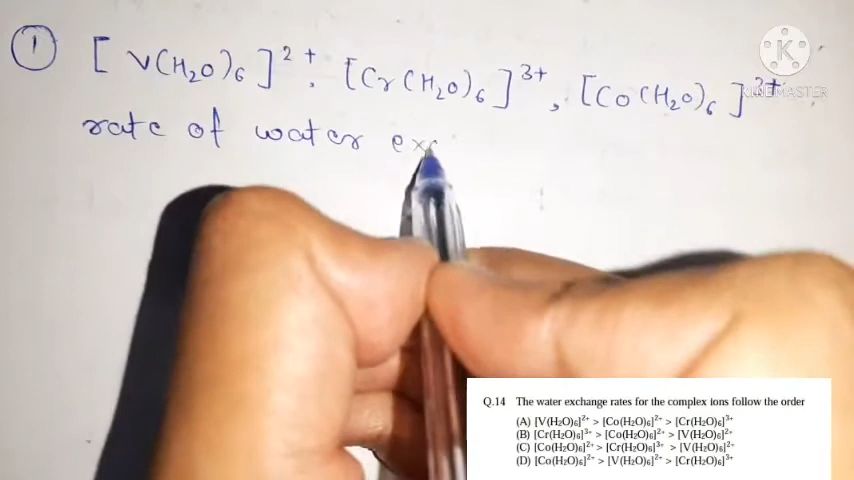 ① [V(H₂O)₆]²⁺, [Cr(H₂O)₆]³⁺, [Co(H₂O)₆]²⁺
rate of water exc
KINEMASTER
Q.14 The water exchange rates for the complex ions follow the order
(A) [V(H₂O)₆]²⁺ > [Co(H₂O)₆]²⁺ > [Cr(H₂O)₆]³⁺
(B) [Cr(H₂O)₆]³⁺ > [Co(H₂O)₆]²⁺ > [V(H₂O)₆]²⁺
(C) [Co(H₂O)₆]²⁺ > [Cr(H₂O)₆]³⁺ > [V(H₂O)₆]²⁺
(D) [Co(H₂O)₆]²⁺ > [V(H₂O)₆]²⁺ > [Cr(H₂O)₆]³⁺